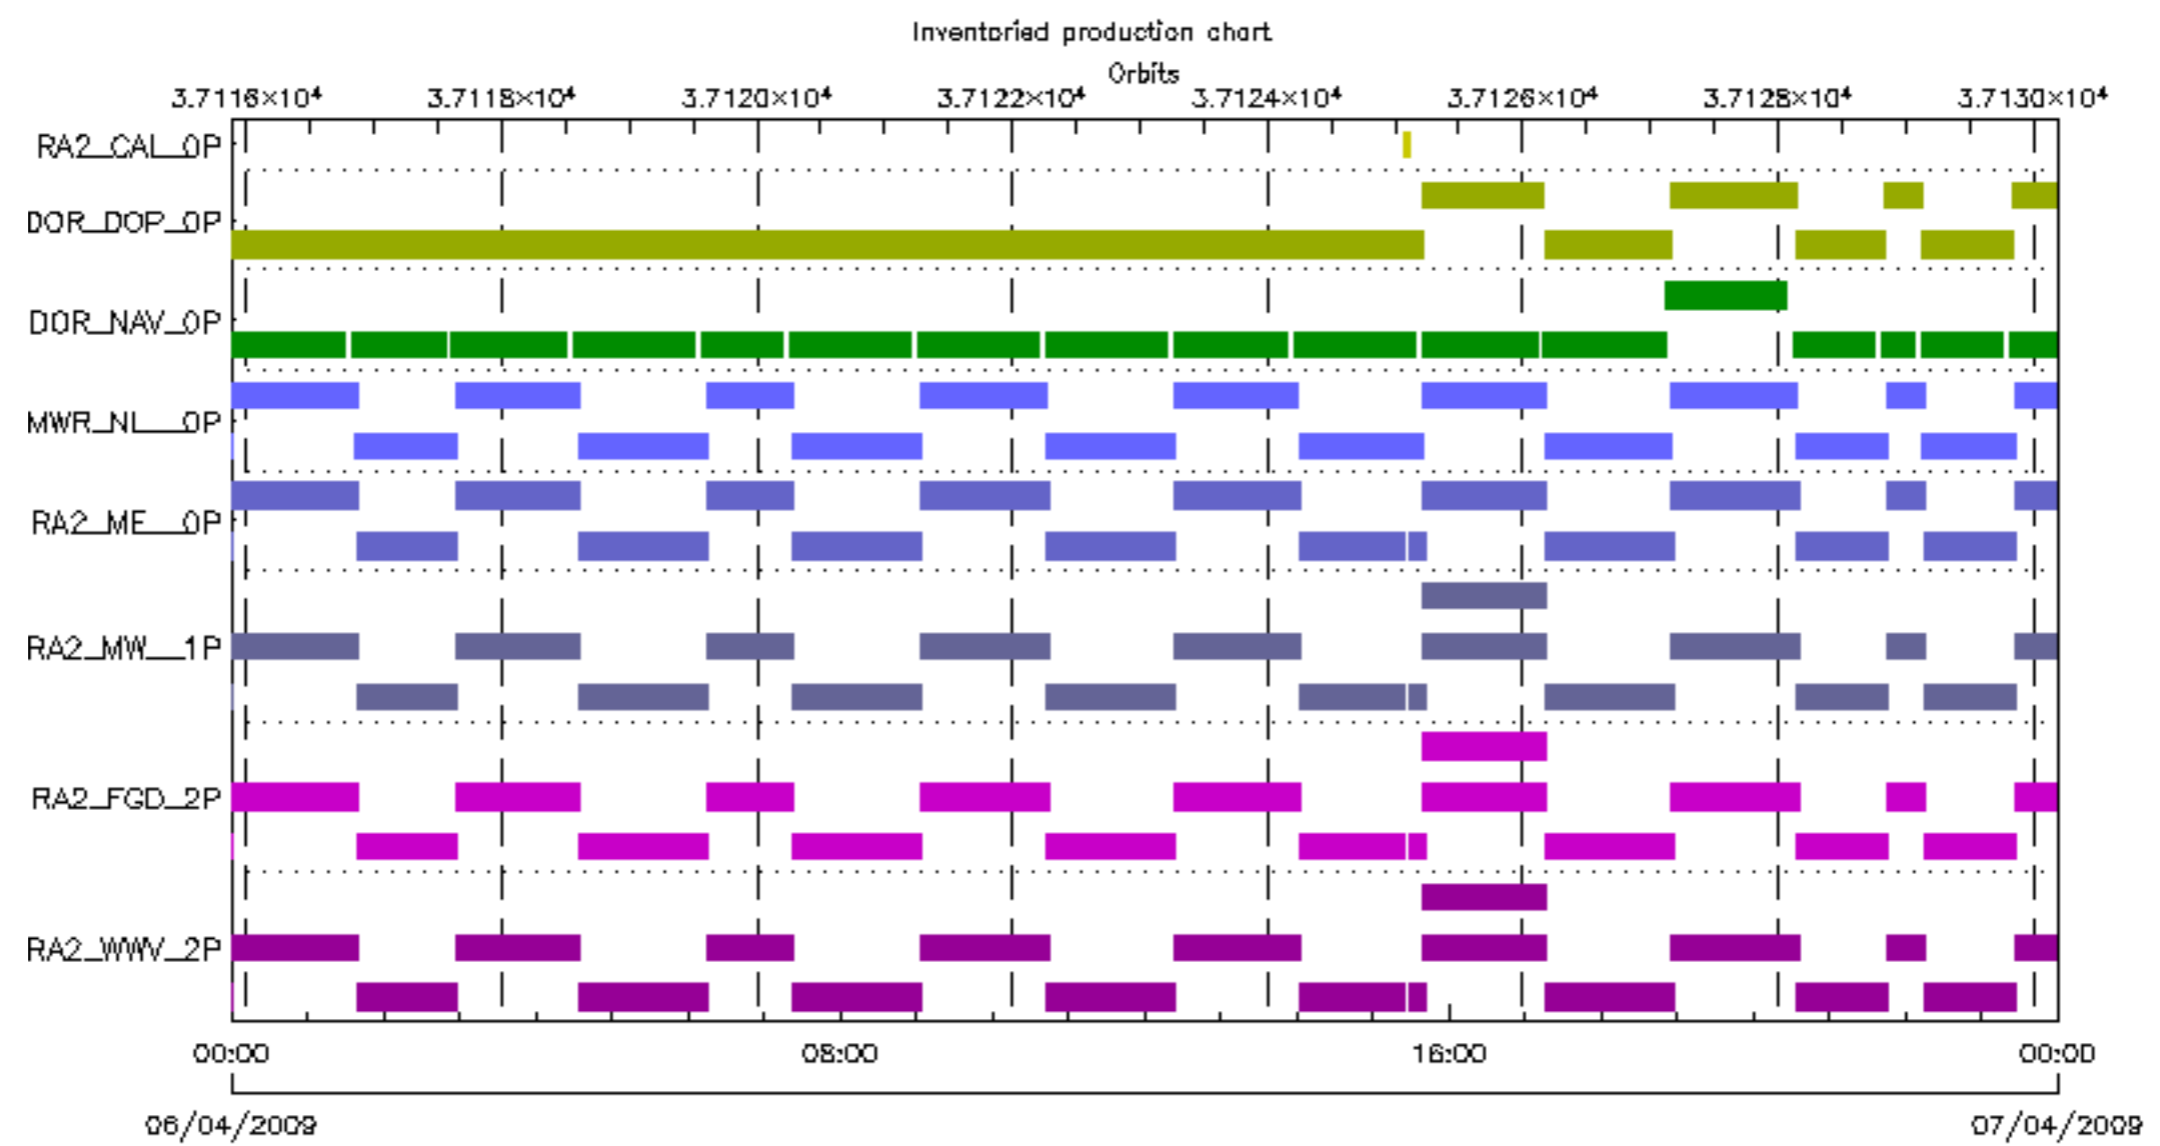 Inventoried production chart
Orbits
3.7116×10⁴ 3.7118×10⁴ 3.7120×10⁴ 3.7122×10⁴ 3.7124×10⁴ 3.7126×10⁴ 3.7128×10⁴ 3.7130×10⁴
RA2_CAL_0P
DOR_DOP_0P
DOR_NAV_0P
MWR_NL__0P
RA2_ME__0P
RA2_MW__1P
RA2_FGD_2P
RA2_WWV_2P
00:00 08:00 16:00 00:00
06/04/2009 07/04/2009